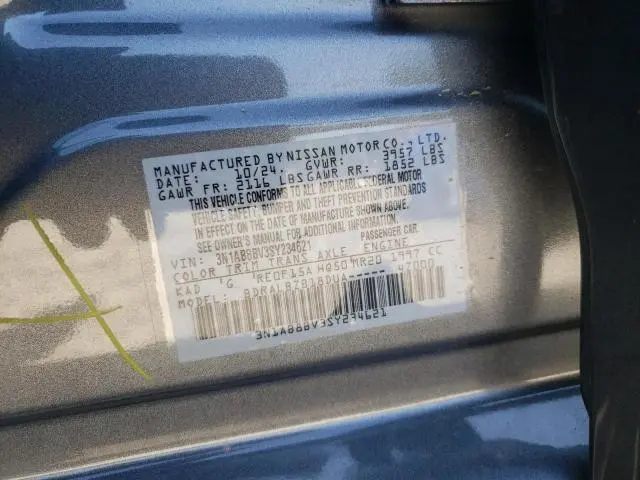 MANUFACTURED BY NISSAN MOTOR CO., LTD.
DATE: 10/24 GVWR: 3957 LBS
GAWR FR: 2116 LBS GAWR RR: 1852 LBS
THIS VEHICLE CONFORMS TO ALL APPLICABLE FEDERAL MOTOR
VEHICLE SAFETY, BUMPER AND THEFT PREVENTION STANDARDS
IN EFFECT ON THE DATE OF MANUFACTURE SHOWN ABOVE.
SEE OWNER'S MANUAL FOR ADDITIONAL INFORMATION.
VIN: 3N1AB8BV3SY234621 PASSENGER CAR
COLOR TRIM TRANS AXLE ENGINE
KAD G RE0F15A HQ50 MR20 1997 CC
MODEL: 47000
3N1AB8BV3SY234621